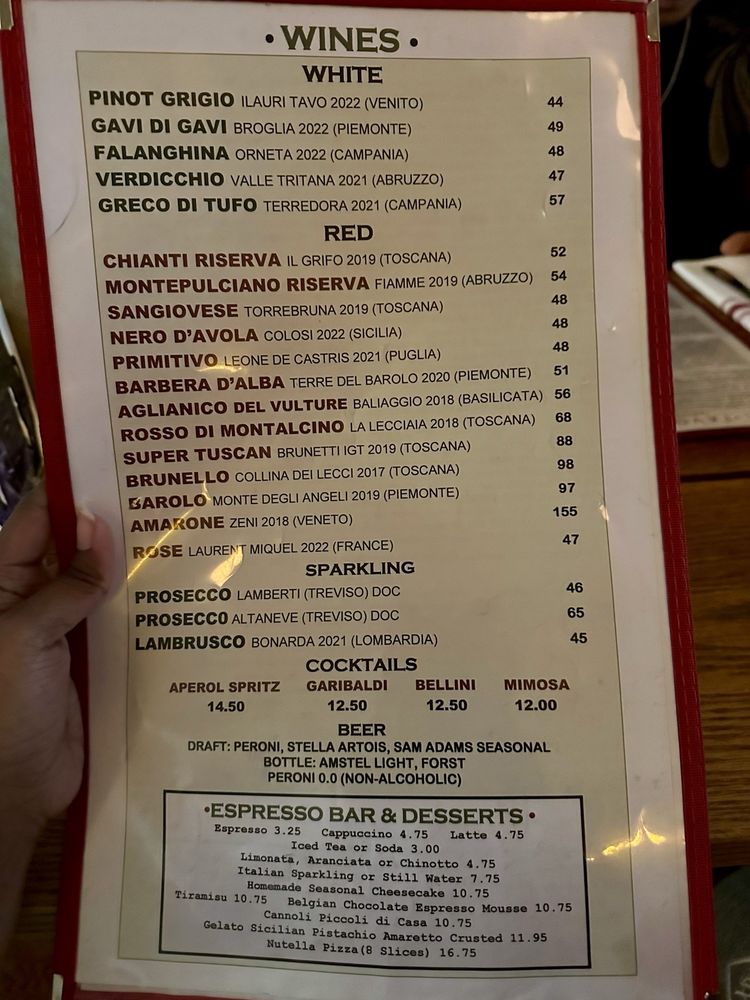 • WINES •
WHITE
PINOT GRIGIO ILAURI TAVO 2022 (VENITO) 44
GAVI DI GAVI BROGLIA 2022 (PIEMONTE) 49
FALANGHINA ORNETA 2022 (CAMPANIA) 48
VERDICCHIO VALLE TRITANA 2021 (ABRUZZO) 47
GRECO DI TUFO TERREDORA 2021 (CAMPANIA) 57
RED
CHIANTI RISERVA IL GRIFO 2019 (TOSCANA) 52
MONTEPULCIANO RISERVA FIAMME 2019 (ABRUZZO) 54
SANGIOVESE TORREBRUNA 2019 (TOSCANA) 48
NERO D'AVOLA COLOSI 2022 (SICILIA) 48
PRIMITIVO LEONE DE CASTRIS 2021 (PUGLIA) 48
BARBERA D'ALBA TERRE DEL BAROLO 2020 (PIEMONTE) 51
AGLIANICO DEL VULTURE BALIAGGIO 2018 (BASILICATA) 56
ROSSO DI MONTALCINO LA LECCIAIA 2018 (TOSCANA) 68
SUPER TUSCAN BRUNETTI IGT 2019 (TOSCANA) 88
BRUNELLO COLLINA DEI LECCI 2017 (TOSCANA) 98
BAROLO MONTE DEGLI ANGELI 2019 (PIEMONTE) 97
AMARONE ZENI 2018 (VENETO) 155
ROSE LAURENT MIQUEL 2022 (FRANCE) 47
SPARKLING
PROSECCO LAMBERTI (TREVISO) DOC 46
PROSECC0 ALTANEVE (TREVISO) DOC 65
LAMBRUSCO BONARDA 2021 (LOMBARDIA) 45
COCKTAILS
APEROL SPRITZ GARIBALDI BELLINI MIMOSA
14.50 12.50 12.50 12.00
BEER
DRAFT: PERONI, STELLA ARTOIS, SAM ADAMS SEASONAL
BOTTLE: AMSTEL LIGHT, FORST
PERONI 0.0 (NON-ALCOHOLIC)
•ESPRESSO BAR & DESSERTS •
Espresso 3.25 Cappuccino 4.75 Latte 4.75
Iced Tea or Soda 3.00
Limonata, Aranciata or Chinotto 4.75
Italian Sparkling or Still Water 7.75
Homemade Seasonal Cheesecake 10.75
Tiramisu 10.75 Belgian Chocolate Espresso Mousse 10.75
Cannoli Piccoli di Casa 10.75
Gelato Sicilian Pistachio Amaretto Crusted 11.95
Nutella Pizza(8 Slices) 16.75